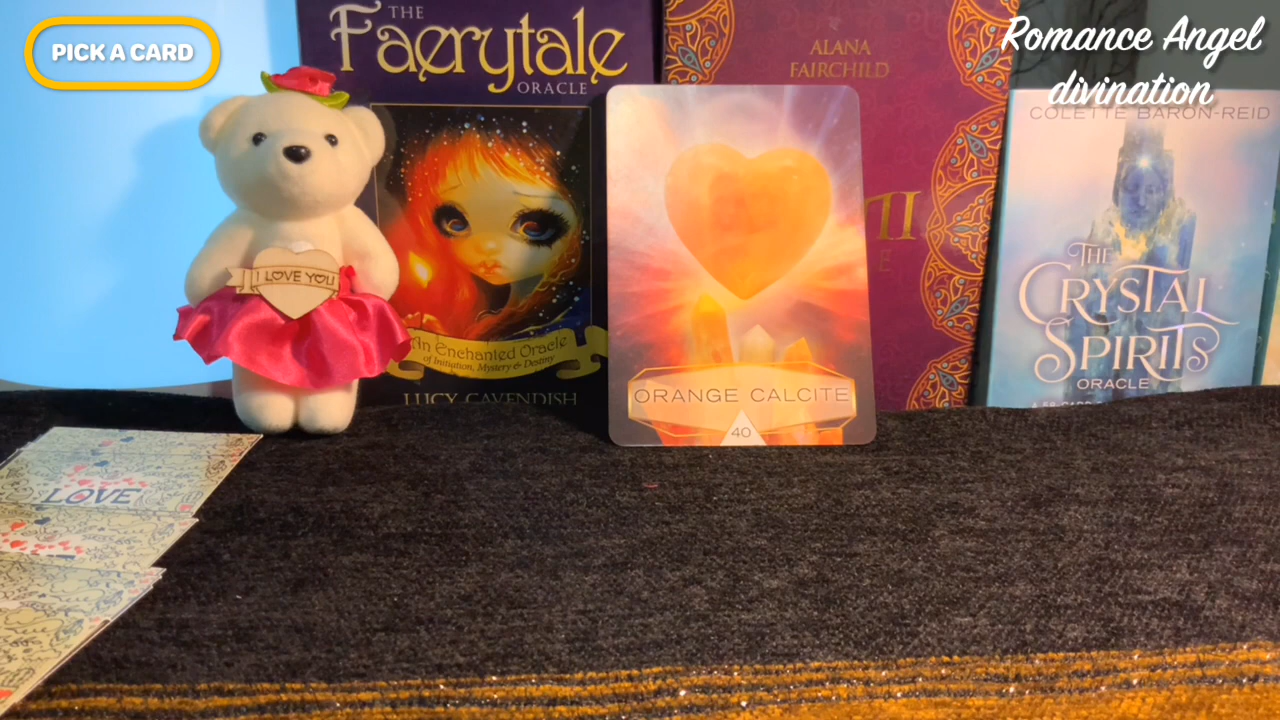 PICK A CARD
Romance Angel
divination
THE
Faerytale
ORACLE
An Enchanted Oracle
of Initiation, Mystery & Destiny
LUCY CAVENDISH
I LOVE YOU
LOVE
ORANGE CALCITE
40
ALANA
FAIRCHILD
COLETTE BARON-REID
THE
CRYSTAL
SPIRITS
ORACLE